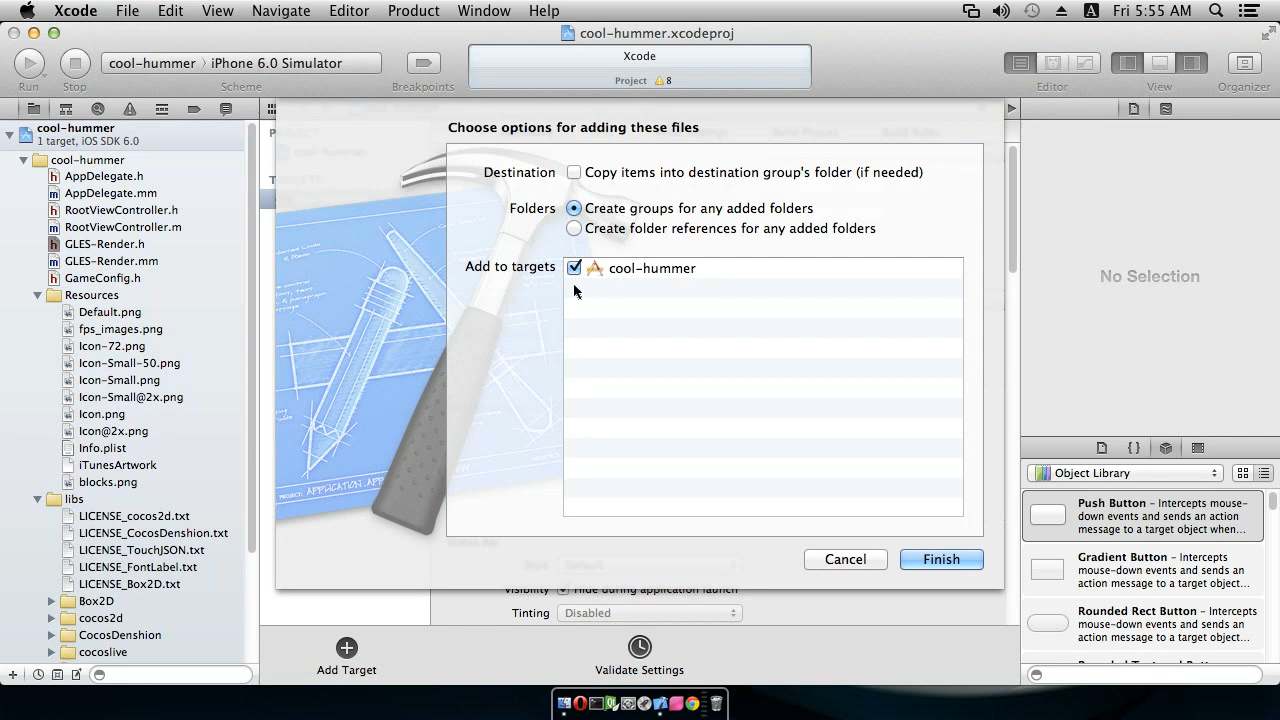 Xcode File Edit View Navigate Editor Product Window Help
A Fri 5:55 AM
cool-hummer.xcodeproj
cool-hummer 〉 iPhone 6.0 Simulator
Xcode
Project 8
Run Stop Scheme Breakpoints Editor View Organizer
cool-hummer
1 target, iOS SDK 6.0
cool-hummer
AppDelegate.h
AppDelegate.mm
RootViewController.h
RootViewController.m
GLES-Render.h
GLES-Render.mm
GameConfig.h
Resources
Default.png
fps_images.png
Icon-72.png
Icon-Small-50.png
Icon-Small.png
Icon-Small@2x.png
Icon.png
Icon@2x.png
Info.plist
iTunesArtwork
blocks.png
libs
LICENSE_cocos2d.txt
LICENSE_CocosDenshion.txt
LICENSE_TouchJSON.txt
LICENSE_FontLabel.txt
LICENSE_Box2D.txt
Box2D
cocos2d
CocosDenshion
cocoslive
Choose options for adding these files
Destination Copy items into destination group's folder (if needed)
Folders Create groups for any added folders
Create folder references for any added folders
Add to targets cool-hummer
Cancel Finish
Style Default
Visibility Hide during application launch
Tinting Disabled
Add Target Validate Settings
No Selection
Object Library
Push Button – Intercepts mouse-
down events and sends an action
message to a target object when...
Gradient Button – Intercepts
mouse-down events and sends an
action message to a target object...
Rounded Rect Button – Intercepts
mouse-down events and sends an
action message to a target object...